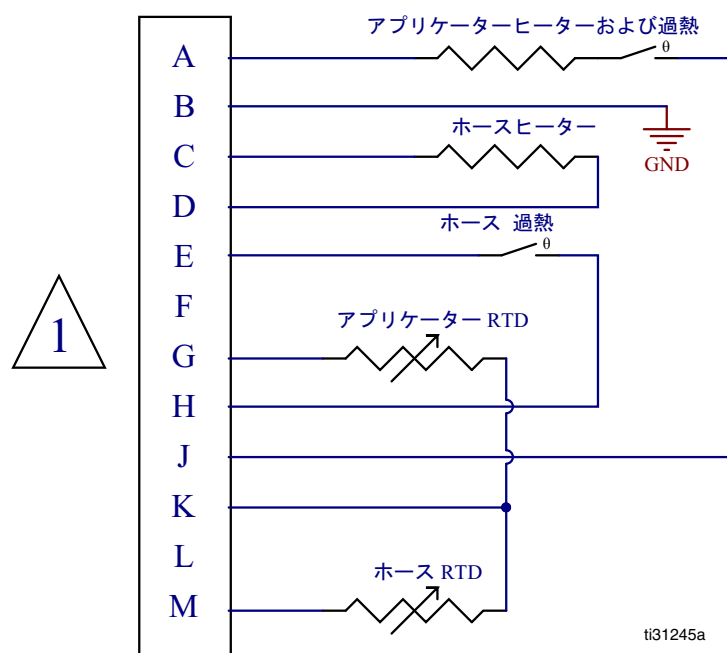 アプリケーターヒーターおよび過熱
A
θ
B
ホースヒーター
GND
C
D
ホース 過熱
E
θ
F
アプリケーター RTD
1
G
H
J
K
L
ホース RTD
M
ti31245a